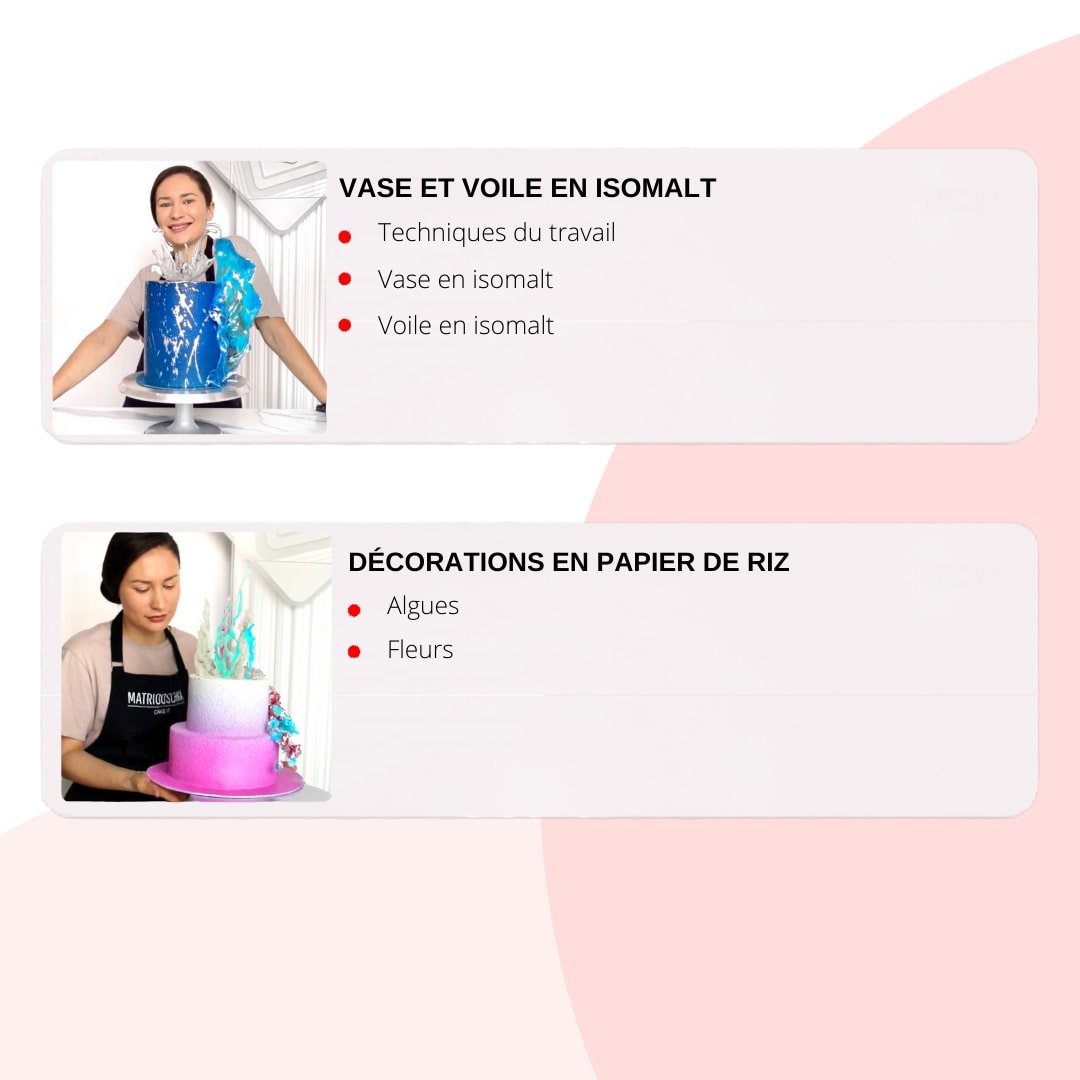 VASE ET VOILE EN ISOMALT
Techniques du travail
Vase en isomalt
Voile en isomalt
DÉCORATIONS EN PAPIER DE RIZ
Algues
Fleurs
MATRIOOSCHKA